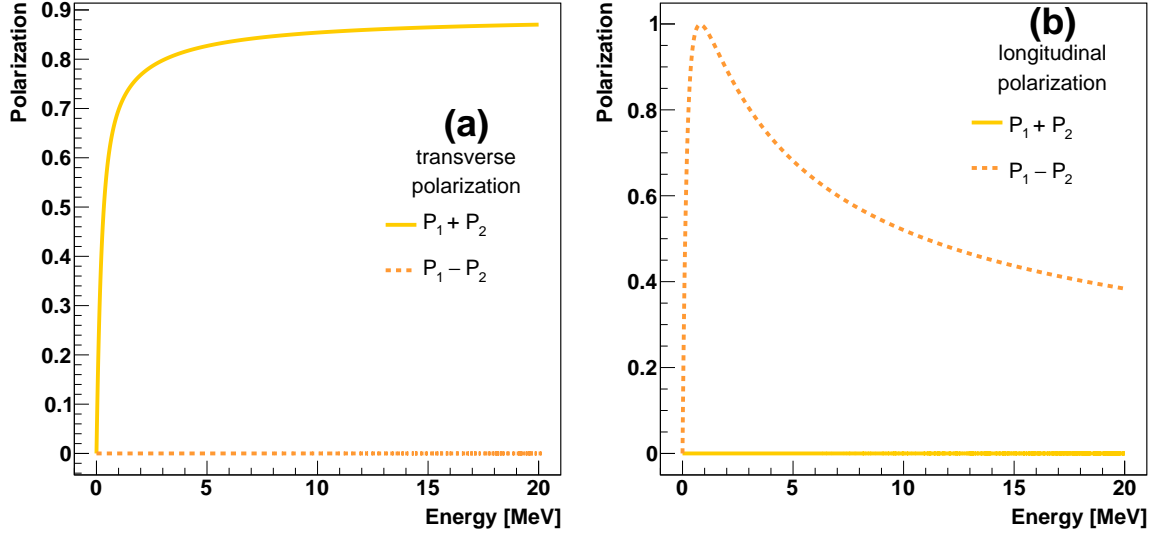 Polarization
0.9
0.8
0.7
0.6
0.5
0.4
0.3
0.2
0.1
0
(a)
transverse
polarization
P1 + P2
P1 − P2
0 5 10 15 20
Energy [MeV]
Polarization
1
0.8
0.6
0.4
0.2
0
(b)
longitudinal
polarization
P1 + P2
P1 − P2
0 5 10 15 20
Energy [MeV]